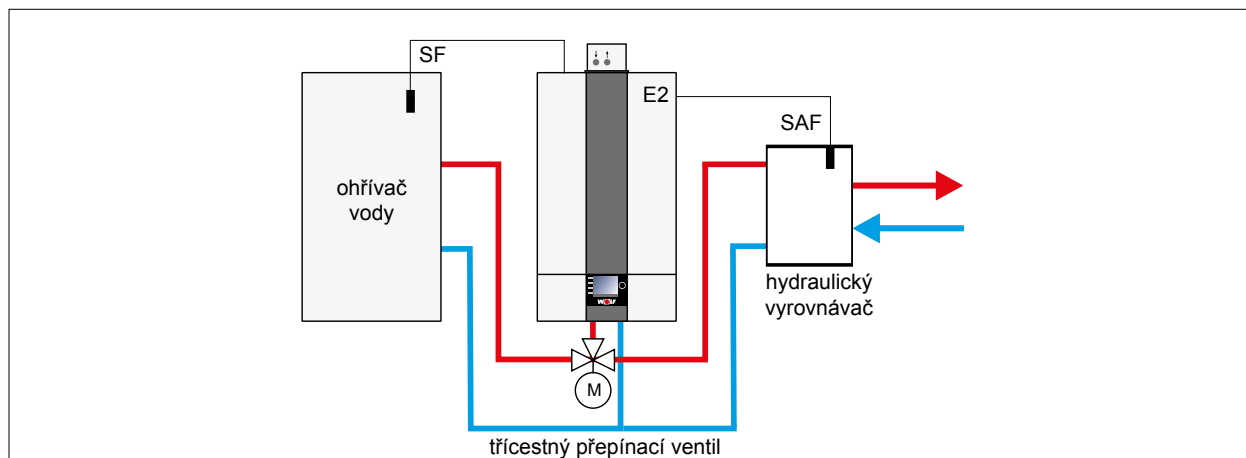 SF
E2
SAF
ohřívač
vody
WOLF
hydraulický
vyrovnávač
M
třícestný přepínací ventil